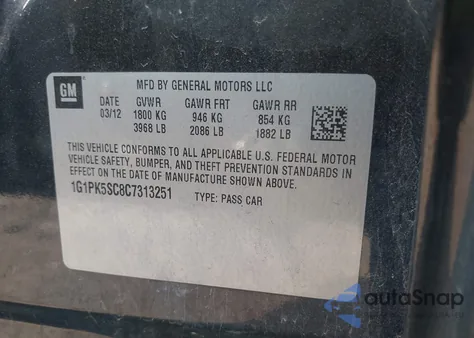 GM
MFD BY GENERAL MOTORS LLC
DATE GVWR GAWR FRT GAWR RR
03/12 1800 KG 946 KG 854 KG
3968 LB 2086 LB 1882 LB
THIS VEHICLE CONFORMS TO ALL APPLICABLE U.S. FEDERAL MOTOR
VEHICLE SAFETY, BUMPER, AND THEFT PREVENTION STANDARDS IN
EFFECT ON THE DATE OF MANUFACTURE SHOWN ABOVE.
1G1PK5SC8C7313251 TYPE: PASS CAR
autoSnap